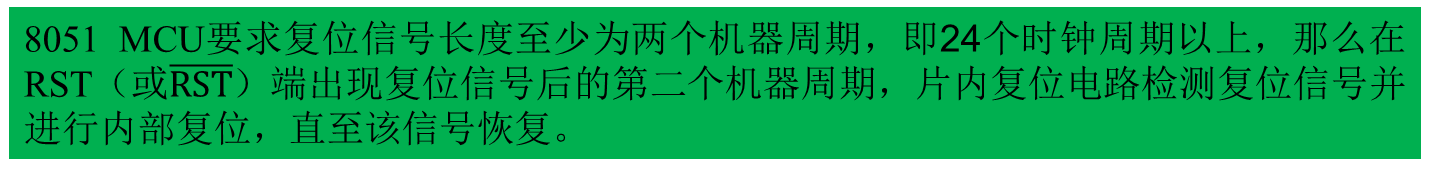 8051 MCU要求复位信号长度至少为两个机器周期，即24个时钟周期以上，那么在
RST（或R̅S̅T̅）端出现复位信号后的第二个机器周期，片内复位电路检测复位信号并
进行内部复位，直至该信号恢复。